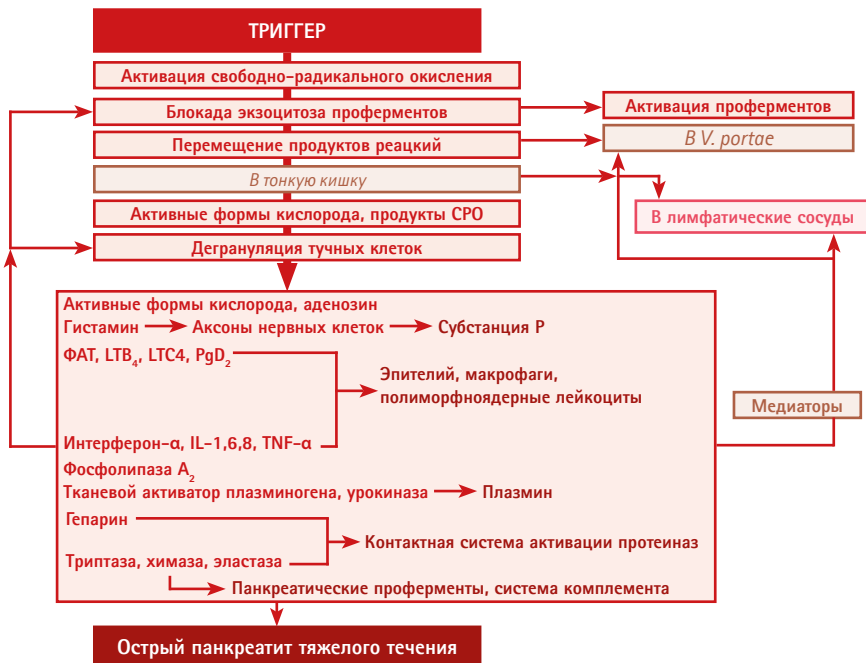 ТРИГГЕР
Активация свободно-радикального окисления
Блокада экзоцитоза проферментов
Активация проферментов
Перемещение продуктов реацкий
В V. portae
В тонкую кишку
Активные формы кислорода, продукты СРО
В лимфатические сосуды
Дегрануляция тучных клеток
Активные формы кислорода, аденозин
Гистамин Аксоны нервных клеток Субстанция P
ФАТ, LTB4, LTC4, PgD2
Эпителий, макрофаги,
полиморфноядерные лейкоциты
Медиаторы
Интерферон-α, IL-1,6,8, TNF-α
Фосфолипаза A2
Тканевой активатор плазминогена, урокиназа Плазмин
Гепарин
Контактная система активации протеиназ
Триптаза, химаза, эластаза
Панкреатические проферменты, система комплемента
Острый панкреатит тяжелого течения